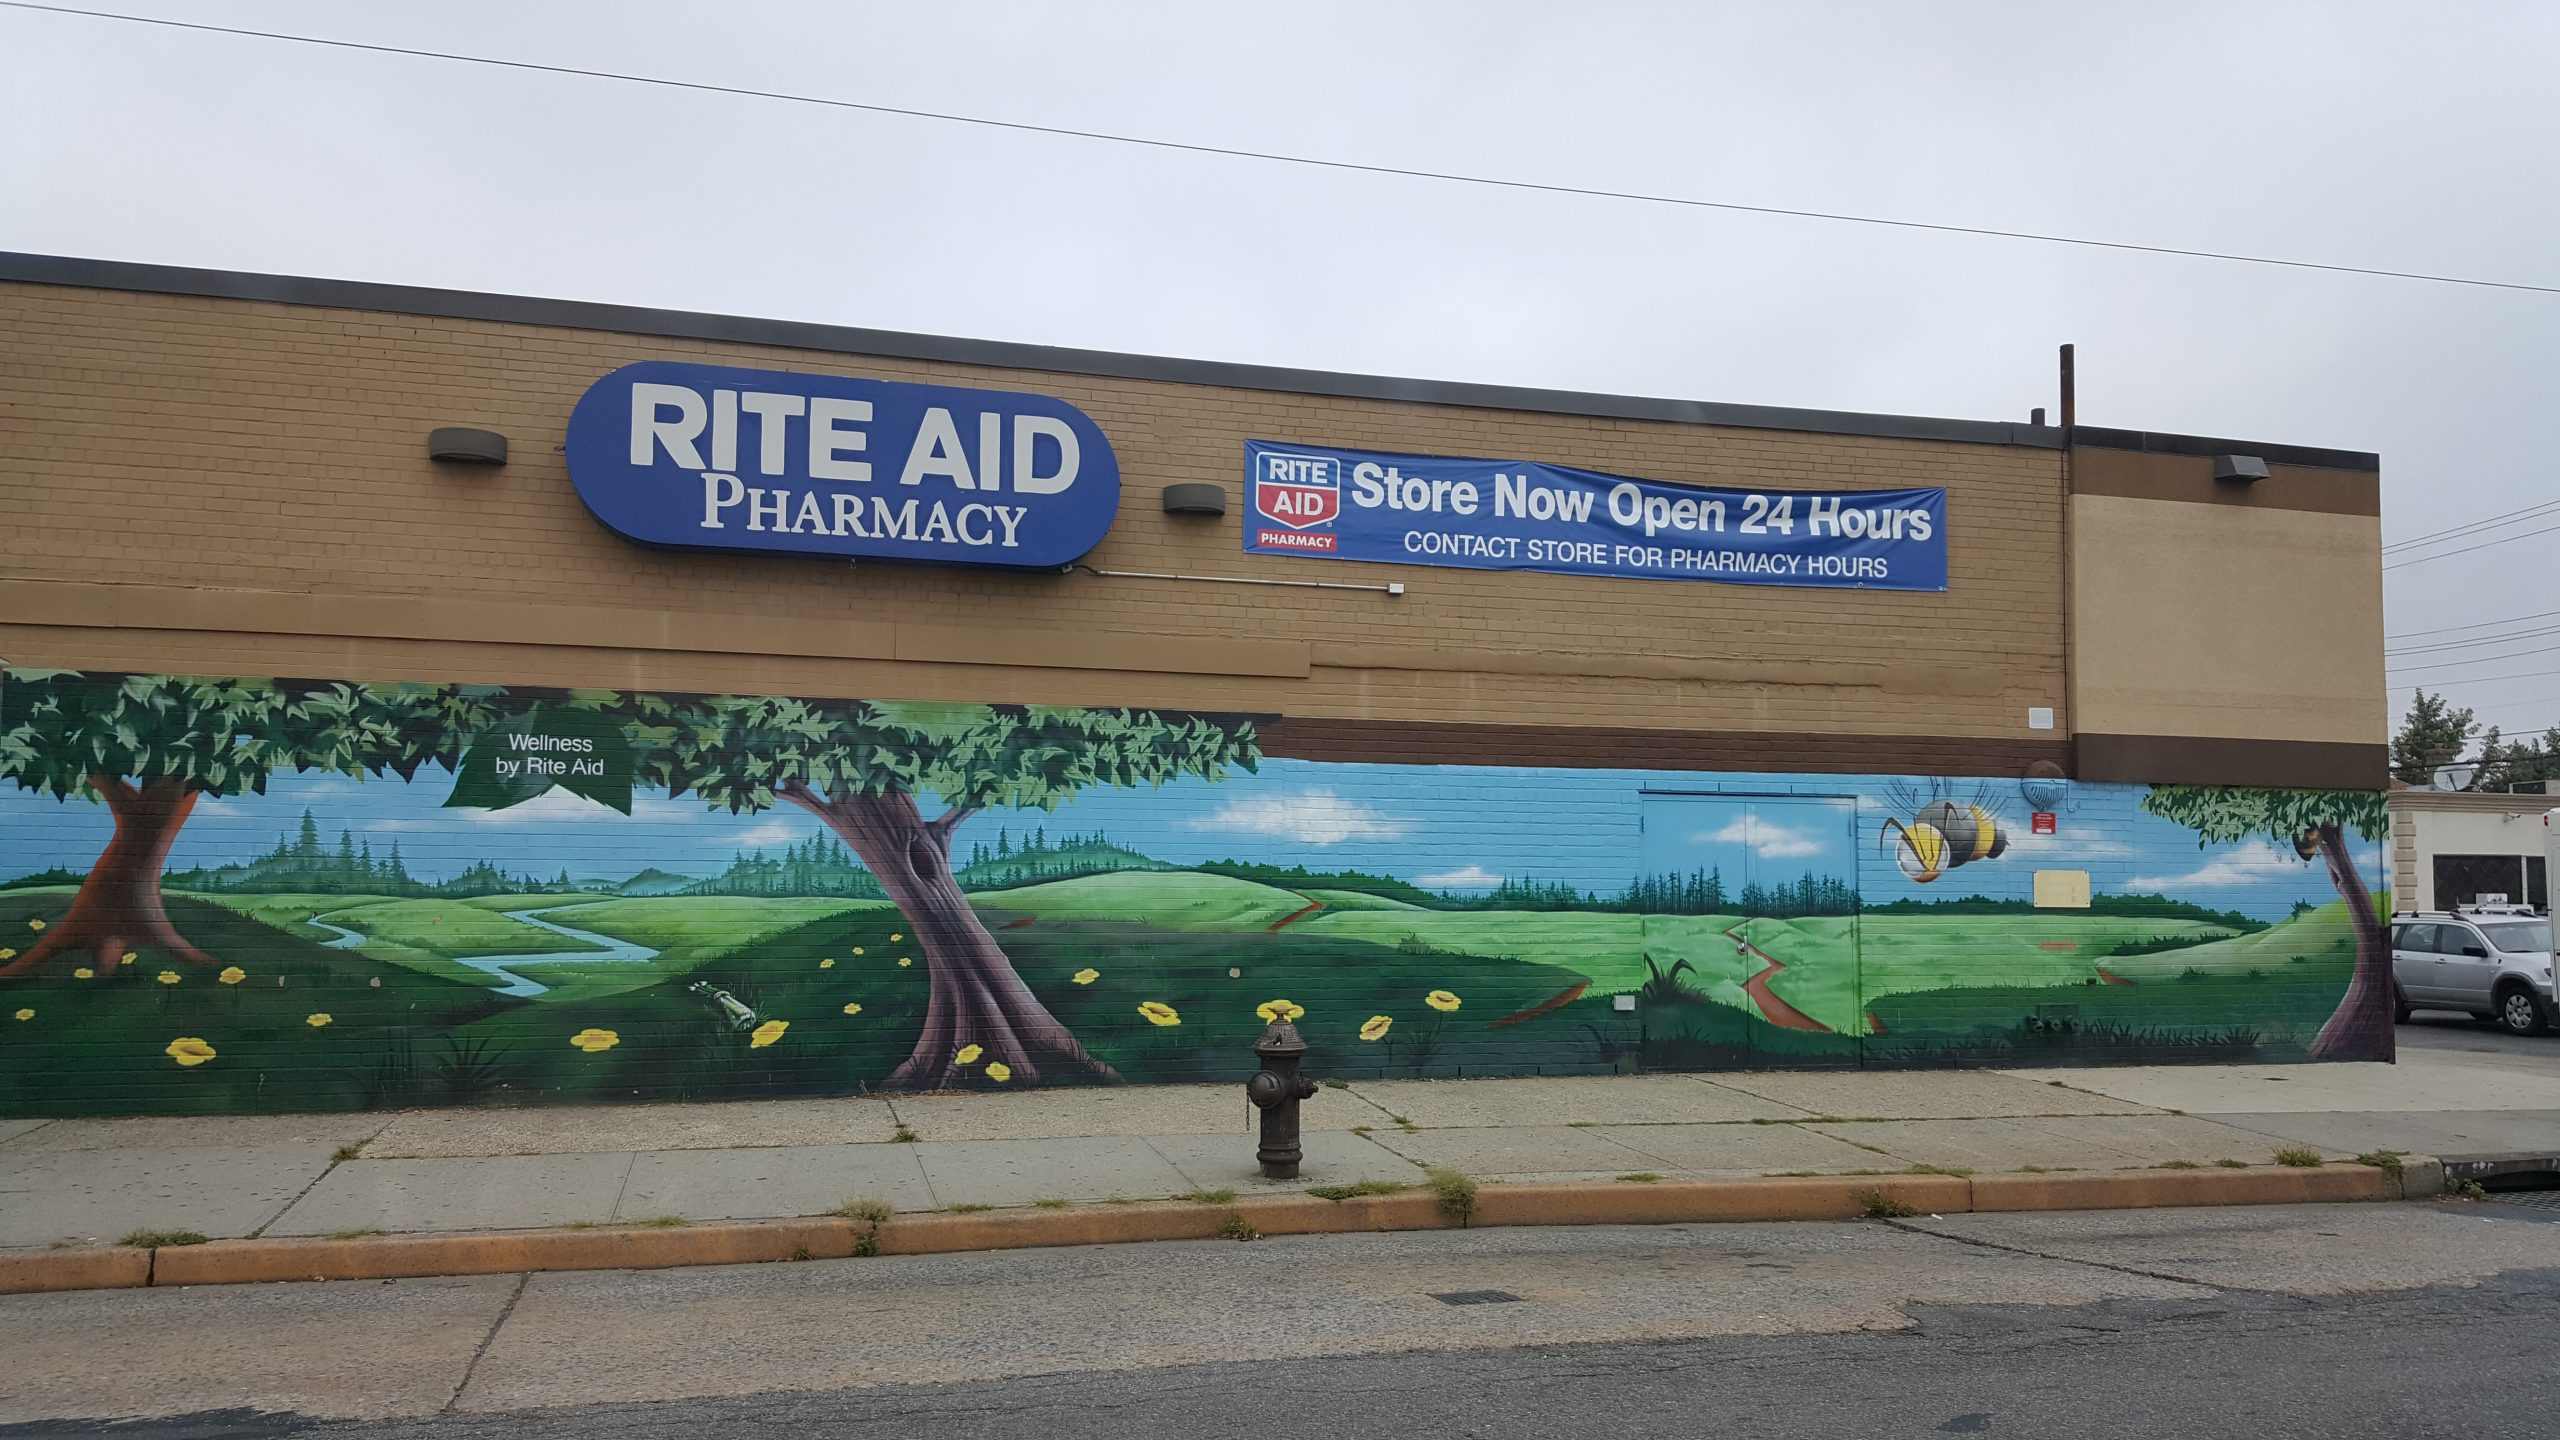 RITE AID
PHARMACY
RITE
AID
PHARMACY
Store Now Open 24 Hours
CONTACT STORE FOR PHARMACY HOURS
Wellness
by Rite Aid